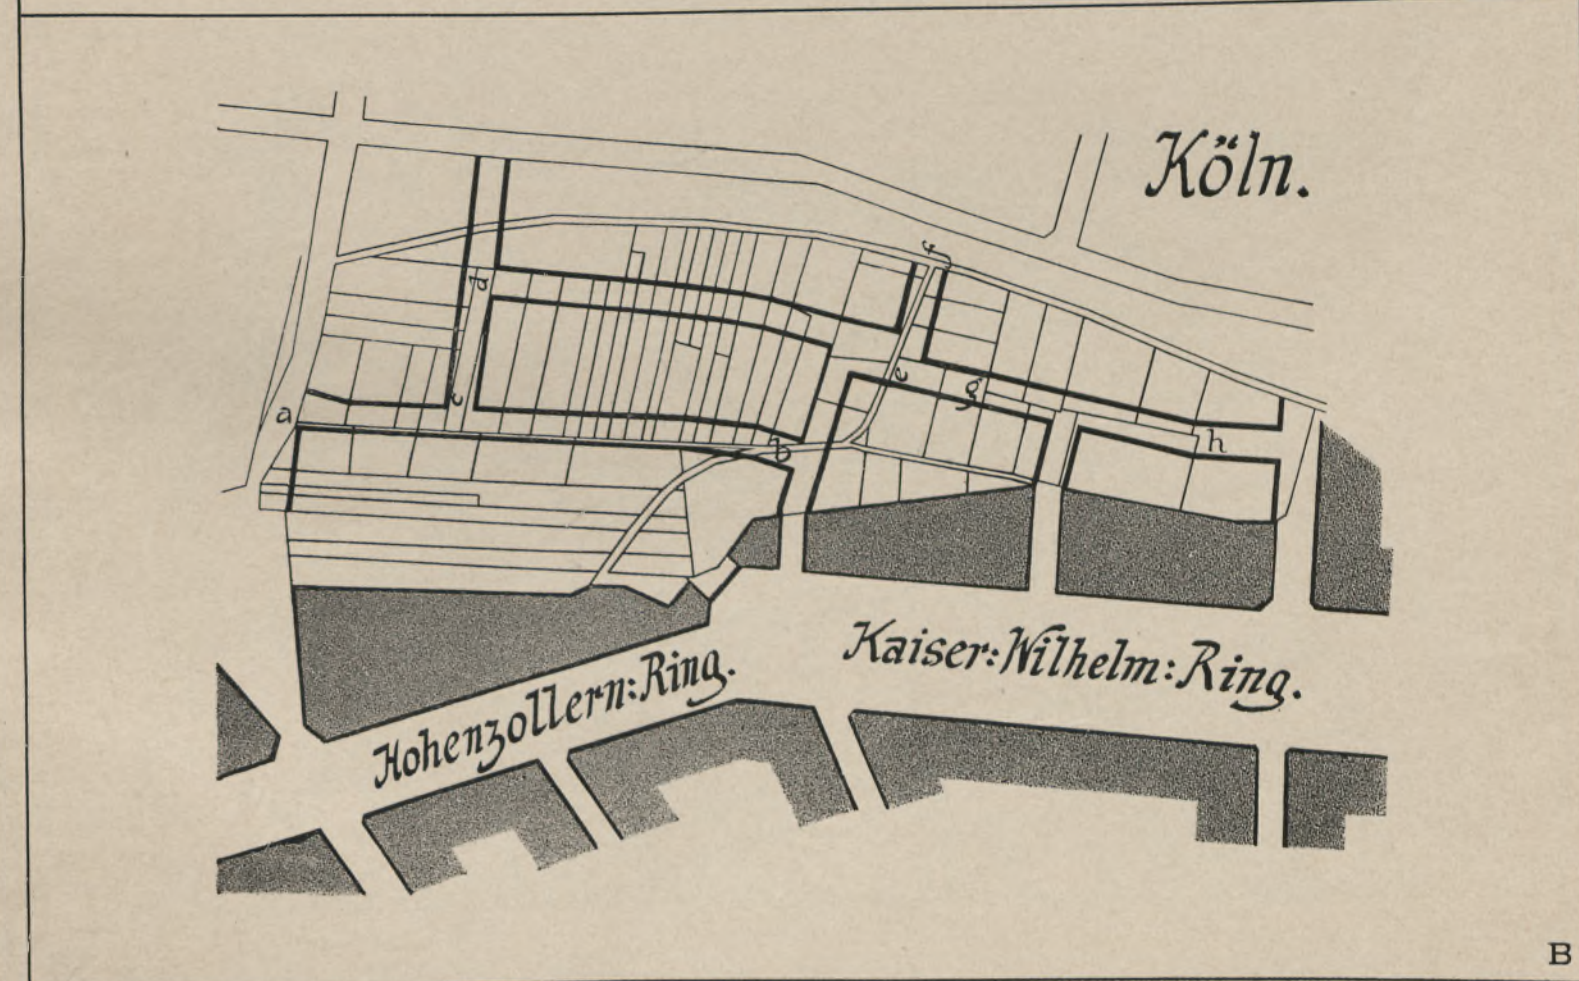 Köln.
f
d
a
c
e
g
b
h
Kaiser:Wilhelm:Ring.
Hohenzollern:Ring.
B